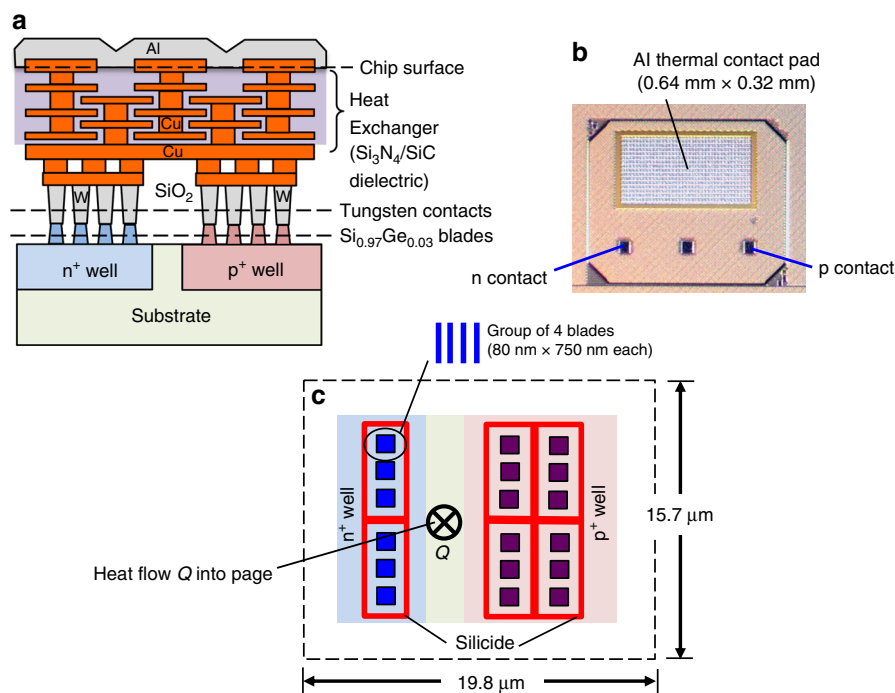 a
Al
Chip surface
Heat
Exchanger
(Si₃N₄/SiC
dielectric)
Cu
Cu
W
SiO₂
W
Tungsten contacts
Si₀.₉₇Ge₀.₀₃ blades
n⁺ well
p⁺ well
Substrate
b
Al thermal contact pad
(0.64 mm × 0.32 mm)
n contact
p contact
Group of 4 blades
(80 nm × 750 nm each)
c
n⁺ well
p⁺ well
Q
Heat flow Q into page
Silicide
15.7 µm
19.8 µm